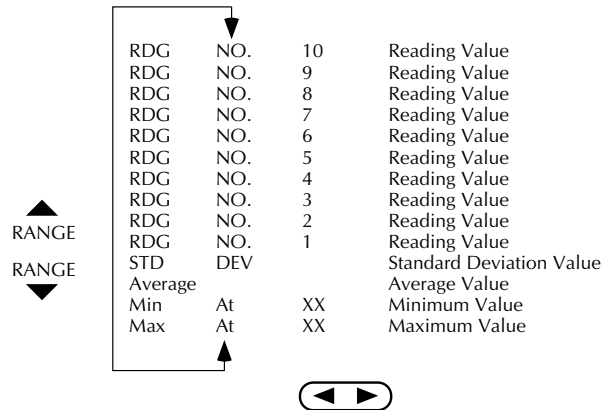 RDG NO. 10 Reading Value
RDG NO. 9 Reading Value
RDG NO. 8 Reading Value
RDG NO. 7 Reading Value
RDG NO. 6 Reading Value
RDG NO. 5 Reading Value
RDG NO. 4 Reading Value
RDG NO. 3 Reading Value
RDG NO. 2 Reading Value
RDG NO. 1 Reading Value
STD DEV Standard Deviation Value
Average Average Value
Min At XX Minimum Value
Max At XX Maximum Value
RANGE
RANGE